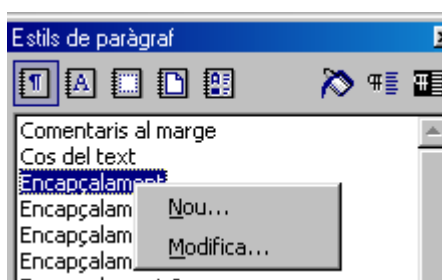 Estils de paràgraf
Comentaris al marge
Cos del text
Encapçalament
Encapçalam
Nou...
Encapçalam
Modifica...
Encapçalam